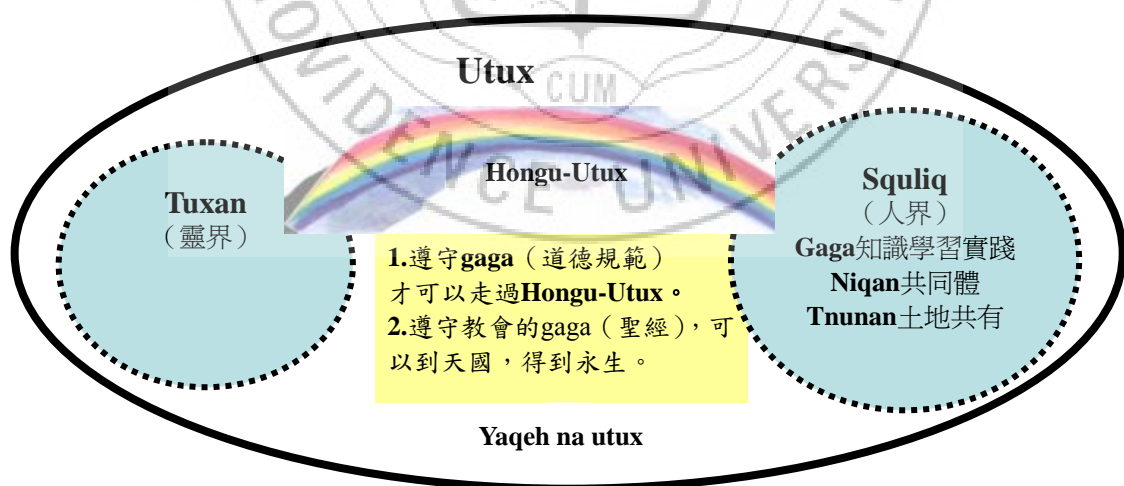 Utux
CUM
OVIDENCE UNIVERSI
Hongu-Utux
Tuxan
（靈界）
Squliq
（人界）
Gaga知識學習實踐
Niqan共同體
Tnunan土地共有
1.遵守gaga（道德規範）
才可以走過Hongu-Utux。
2.遵守教會的gaga（聖經），可
以到天國，得到永生。
Yaqeh na utux